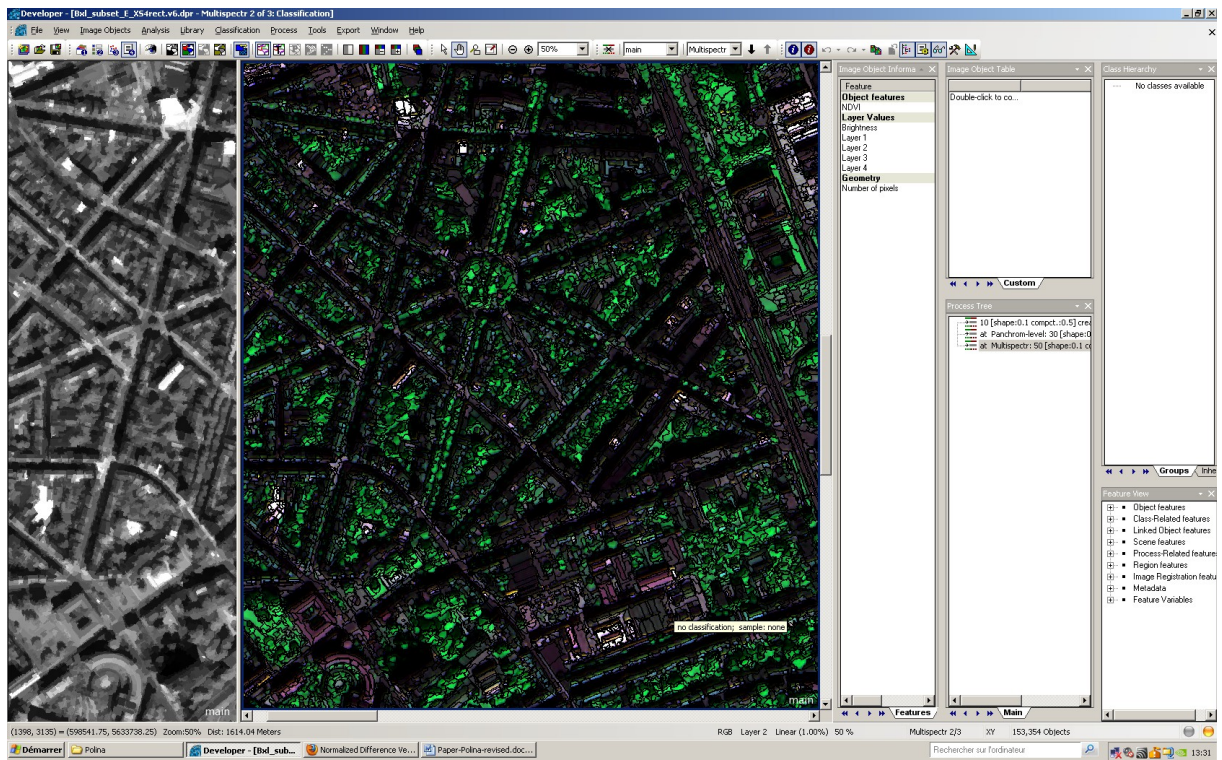 Developer - [Bxl_subset_E_XS4rect.v6.dpr - Multispectr 2 of 3: Classification]
File View Image Objects Analysis Library Classification Process Tools Export Window Help
50% main Multispectr
Image Object Informa
Feature
Object features
NDVI
Layer Values
Brightness
Layer 1
Layer 2
Layer 3
Layer 4
Geometry
Number of pixels
Features
Image Object Table
Double-click to co...
Custom
Process Tree
10 [shape:0.1 compct.:0.5] crea
at Panchrom-level: 30 [shape:0
at Multispectr: 50 [shape:0.1 co
Main
Class Hierarchy
No classes available
Groups Inhe
Feature View
Object features
Class-Related features
Linked Object features
Scene features
Process-Related feature
Region features
Image Registration featu
Metadata
Feature Variables
no classification; sample: none
main
main
(1398, 3135) = (598541.75, 5633738.25) Zoom:50% Dist: 1614.04 Meters RGB Layer 2 Linear (1.00%) 50 % Multispectr 2/3 XY 153,354 Objects
Démarrer Polina Developer - [Bxl_sub... Normalized Difference Ve... Paper-Polina-revised.doc... Rechercher sur l'ordinateur 13:31